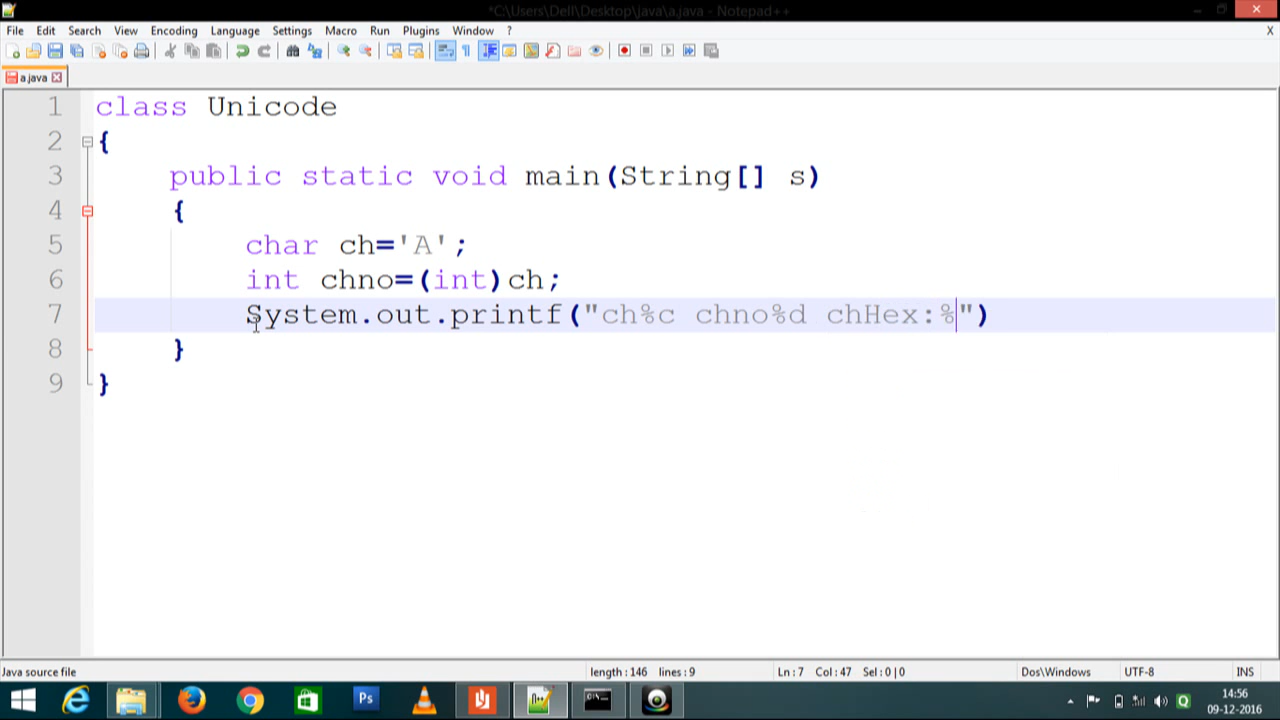 *C:\Users\Dell\Desktop\java\a.java - Notepad++
File Edit Search View Encoding Language Settings Macro Run Plugins Window ? X
a.java
1 class Unicode
2 {
3 public static void main(String[] s)
4 {
5 char ch='A';
6 int chno=(int)ch;
7 System.out.printf("ch%c chno%d chHex:%")
8 }
9 }
Java source file length : 146 lines : 9 Ln : 7 Col : 47 Sel : 0 | 0 Dos\Windows UTF-8 INS
14:56
09-12-2016